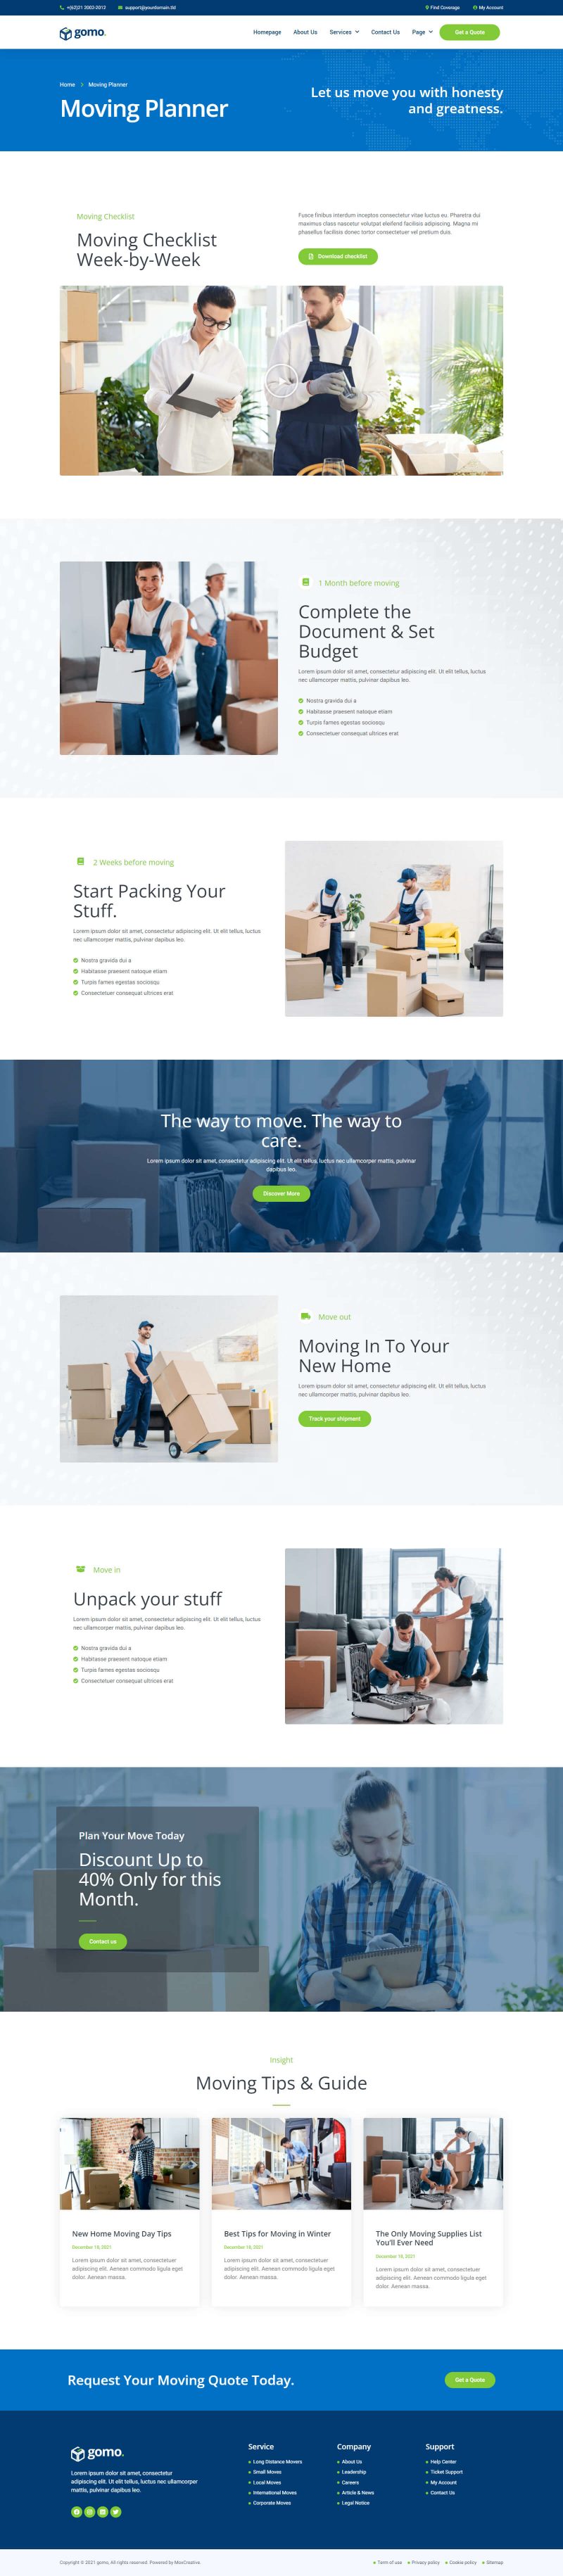 +(62)21 2002-2012
support@yourdomain.tld
Find Coverage
My Account
gomo.
Homepage
About Us
Services
Contact Us
Page
Get a Quote
Home
Moving Planner
Moving Planner
Let us move you with honesty
and greatness.
Moving Checklist
Moving Checklist
Week-by-Week
Fusce finibus interdum inceptos consectetur vitae luctus eu. Pharetra dui
maximus class nascetur volutpat eleifend facilisis adipiscing. Magna mi
phasellus facilisis donec tortor consectetuer vel pretium duis.
Download checklist
1 Month before moving
Complete the
Document & Set
Budget
Lorem ipsum dolor sit amet, consectetur adipiscing elit. Ut elit tellus, luctus
nec ullamcorper mattis, pulvinar dapibus leo.
Nostra gravida dui a
Habitasse praesent natoque etiam
Turpis fames egestas sociosqu
Consectetuer consequat ultrices erat
2 Weeks before moving
Start Packing Your
Stuff.
Lorem ipsum dolor sit amet, consectetur adipiscing elit. Ut elit tellus, luctus
nec ullamcorper mattis, pulvinar dapibus leo.
Nostra gravida dui a
Habitasse praesent natoque etiam
Turpis fames egestas sociosqu
Consectetuer consequat ultrices erat
The way to move. The way to
care.
Lorem ipsum dolor sit amet, consectetur adipiscing elit. Ut elit tellus, luctus nec ullamcorper mattis, pulvinar
dapibus leo.
Discover More
Move out
Moving In To Your
New Home
Lorem ipsum dolor sit amet, consectetur adipiscing elit. Ut elit tellus, luctus
nec ullamcorper mattis, pulvinar dapibus leo.
Track your shipment
Move in
Unpack your stuff
Lorem ipsum dolor sit amet, consectetur adipiscing elit. Ut elit tellus, luctus
nec ullamcorper mattis, pulvinar dapibus leo.
Nostra gravida dui a
Habitasse praesent natoque etiam
Turpis fames egestas sociosqu
Consectetuer consequat ultrices erat
Plan Your Move Today
Discount Up to
40% Only for this
Month.
Contact us
Insight
Moving Tips & Guide
New Home Moving Day Tips
December 18, 2021
Lorem ipsum dolor sit amet, consectetuer
adipiscing elit. Aenean commodo ligula eget
dolor. Aenean massa.
Best Tips for Moving in Winter
December 18, 2021
Lorem ipsum dolor sit amet, consectetuer
adipiscing elit. Aenean commodo ligula eget
dolor. Aenean massa.
The Only Moving Supplies List
You'll Ever Need
December 18, 2021
Lorem ipsum dolor sit amet, consectetuer
adipiscing elit. Aenean commodo ligula eget
dolor. Aenean massa.
Request Your Moving Quote Today.
Get a Quote
gomo.
Lorem ipsum dolor sit amet, consectetur
adipiscing elit. Ut elit tellus, luctus nec ullamcorper
mattis, pulvinar dapibus leo.
Service
Long Distance Movers
Small Moves
Local Moves
International Moves
Corporate Moves
Company
About Us
Leadership
Careers
Article & News
Legal Notice
Support
Help Center
Ticket Support
My Account
Contact Us
Copyright © 2021 gomo, All rights reserved. Powered by MoxCreative.
Term of use
Privacy policy
Cookie policy
Sitemap